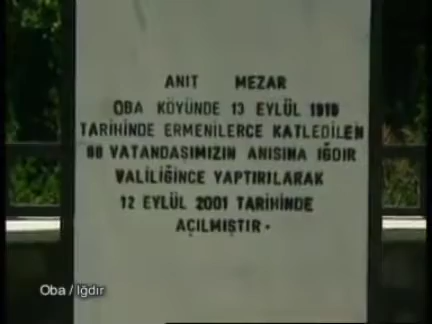 ANIT MEZAR
OBA KÖYÜNDE 13 EYLÜL 1919
TARİHİNDE ERMENİLERCE KATLEDİLEN
VATANDAŞIMIZIN ANISINA IĞDIR
VALİLİĞİNCE YAPTIRILARAK
12 EYLÜL 2001 TARİHİNDE
AÇILMIŞTIR.
Oba / Iğdır